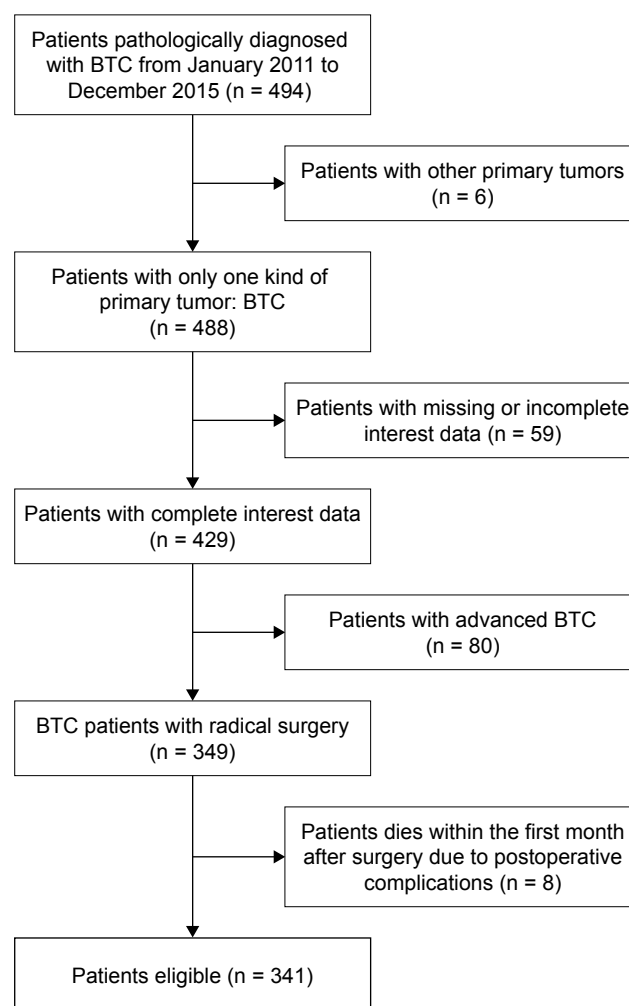 Patients pathologically diagnosed
with BTC from January 2011 to
December 2015 (n = 494)
Patients with other primary tumors
(n = 6)
Patients with only one kind of
primary tumor: BTC
(n = 488)
Patients with missing or incomplete
interest data (n = 59)
Patients with complete interest data
(n = 429)
Patients with advanced BTC
(n = 80)
BTC patients with radical surgery
(n = 349)
Patients dies within the first month
after surgery due to postoperative
complications (n = 8)
Patients eligible (n = 341)